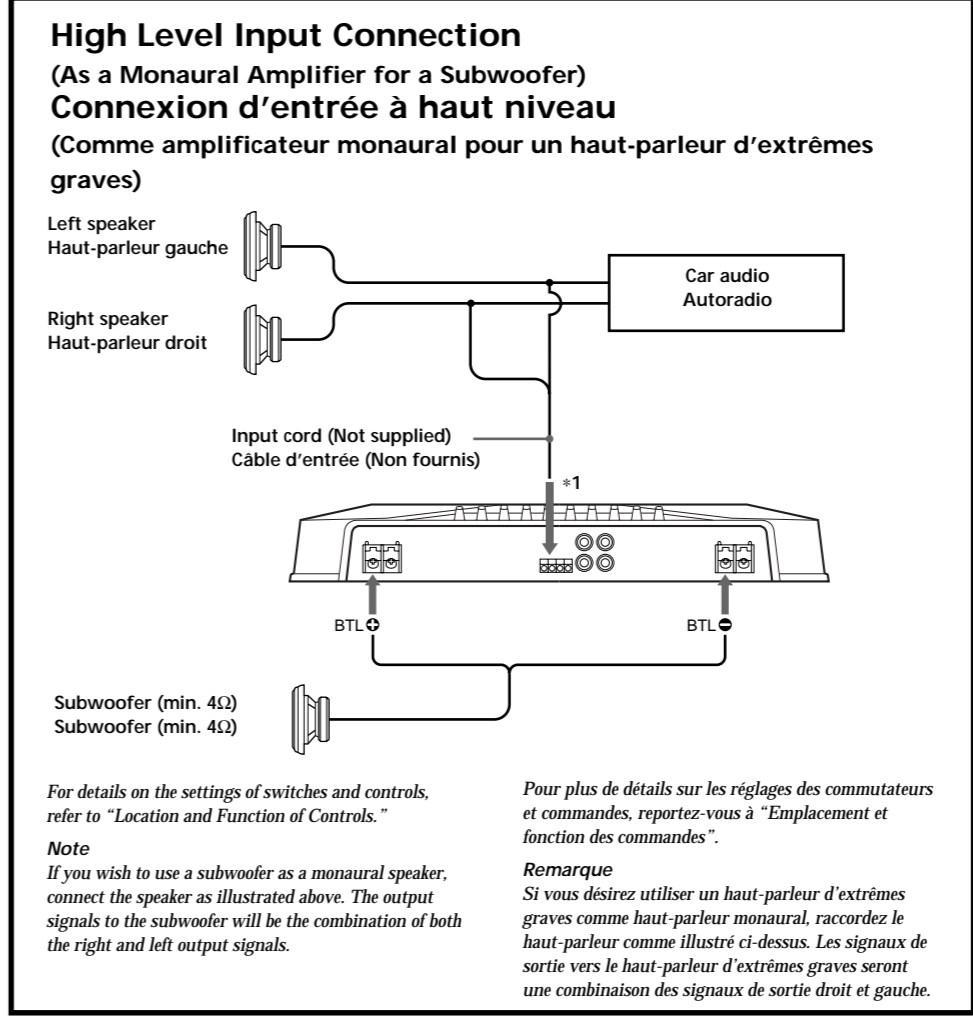 High Level Input Connection
(As a Monaural Amplifier for a Subwoofer)
Connexion d’entrée à haut niveau
(Comme amplificateur monaural pour un haut-parleur d’extrêmes
graves)
Left speaker
Haut-parleur gauche
Car audio
Autoradio
Right speaker
Haut-parleur droit
Input cord (Not supplied)
Câble d’entrée (Non fournis)
*1
BTL ⊕
BTL ⊖
Subwoofer (min. 4Ω)
Subwoofer (min. 4Ω)
For details on the settings of switches and controls,
refer to “Location and Function of Controls.”
Note
If you wish to use a subwoofer as a monaural speaker,
connect the speaker as illustrated above. The output
signals to the subwoofer will be the combination of both
the right and left output signals.
Pour plus de détails sur les réglages des commutateurs
et commandes, reportez-vous à “Emplacement et
fonction des commandes”.
Remarque
Si vous désirez utiliser un haut-parleur d'extrêmes
graves comme haut-parleur monaural, raccordez le
haut-parleur comme illustré ci-dessus. Les signaux de
sortie vers le haut-parleur d'extrêmes graves seront
une combinaison des signaux de sortie droit et gauche.